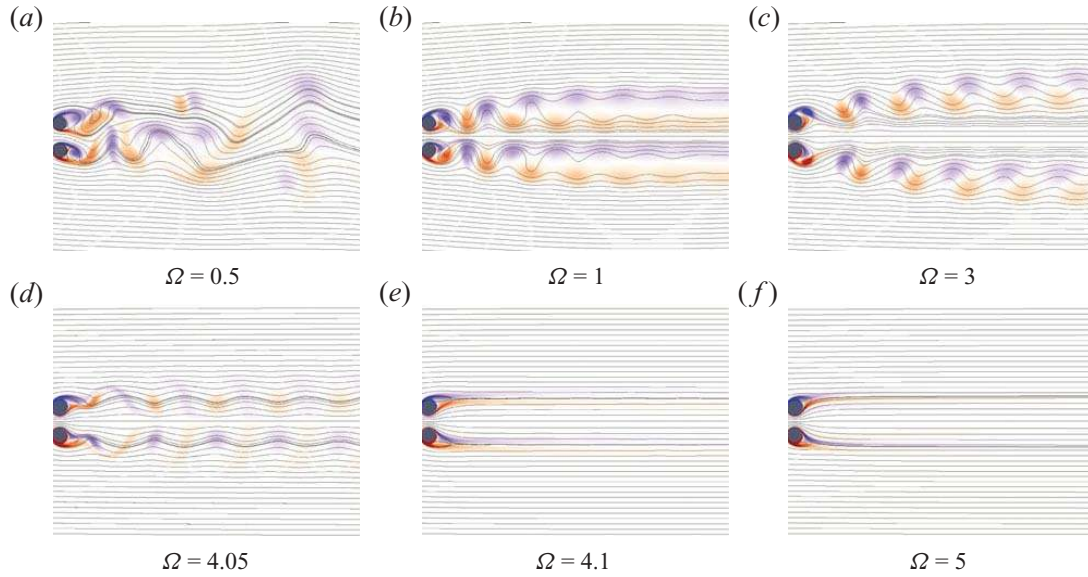 (a) (b) (c)
Ω = 0.5 Ω = 1 Ω = 3
(d) (e) (f)
Ω = 4.05 Ω = 4.1 Ω = 5